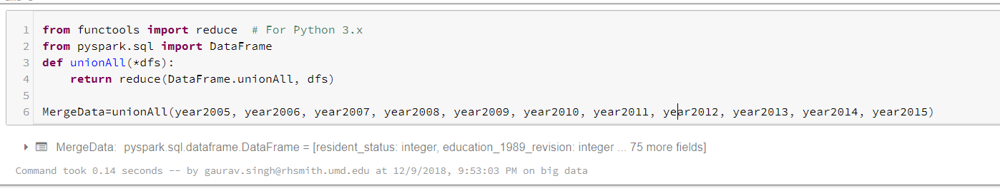 1 from functools import reduce  # For Python 3.x
2 from pyspark.sql import DataFrame
3 def unionAll(*dfs):
4     return reduce(DataFrame.unionAll, dfs)
5
6 MergeData=unionAll(year2005, year2006, year2007, year2008, year2009, year2010, year2011, year2012, year2013, year2014, year2015)
MergeData: pyspark.sql.dataframe.DataFrame = [resident_status: integer, education_1989_revision: integer ... 75 more fields]
Command took 0.14 seconds -- by gaurav.singh@rhsmith.umd.edu at 12/9/2018, 9:53:03 PM on big data